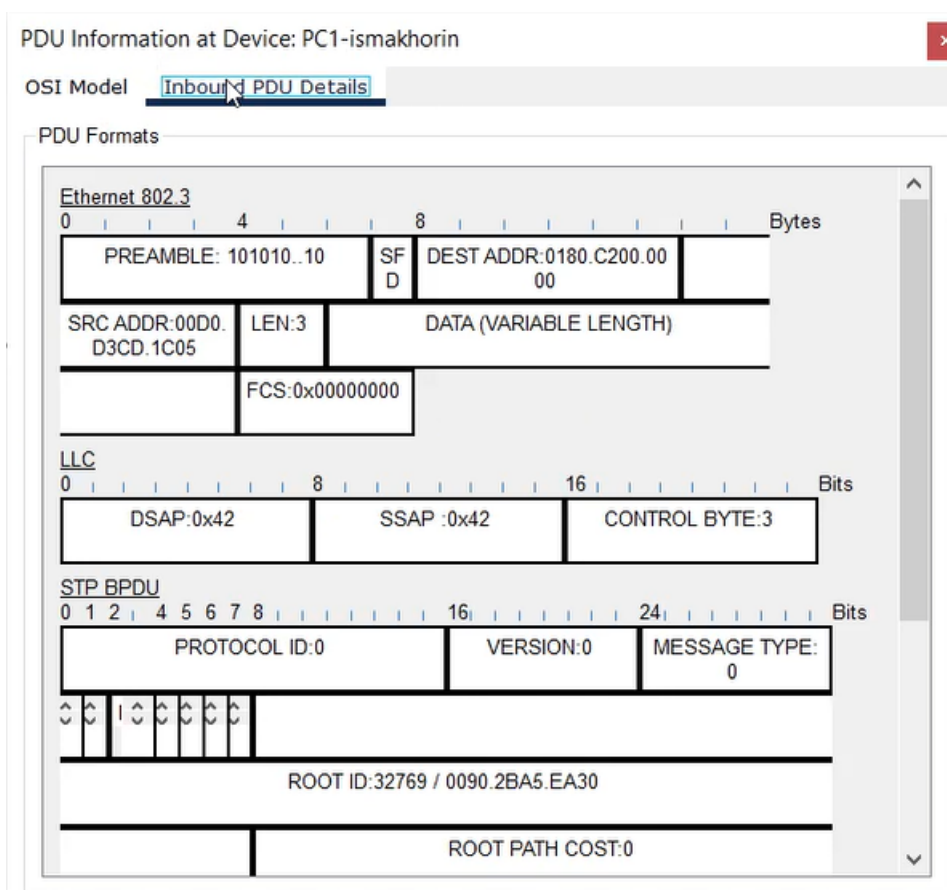 PDU Information at Device: PC1-ismakhorin
OSI Model Inbound PDU Details
PDU Formats
Ethernet 802.3
0 4 8 Bytes
PREAMBLE: 101010..10 SF DEST ADDR:0180.C200.00
D 00
SRC ADDR:00D0. LEN:3 DATA (VARIABLE LENGTH)
D3CD.1C05
FCS:0x00000000
LLC
0 8 16 Bits
DSAP:0x42 SSAP :0x42 CONTROL BYTE:3
STP BPDU
0 1 2 4 5 6 7 8 16 24 Bits
PROTOCOL ID:0 VERSION:0 MESSAGE TYPE:
0
ROOT ID:32769 / 0090.2BA5.EA30
ROOT PATH COST:0